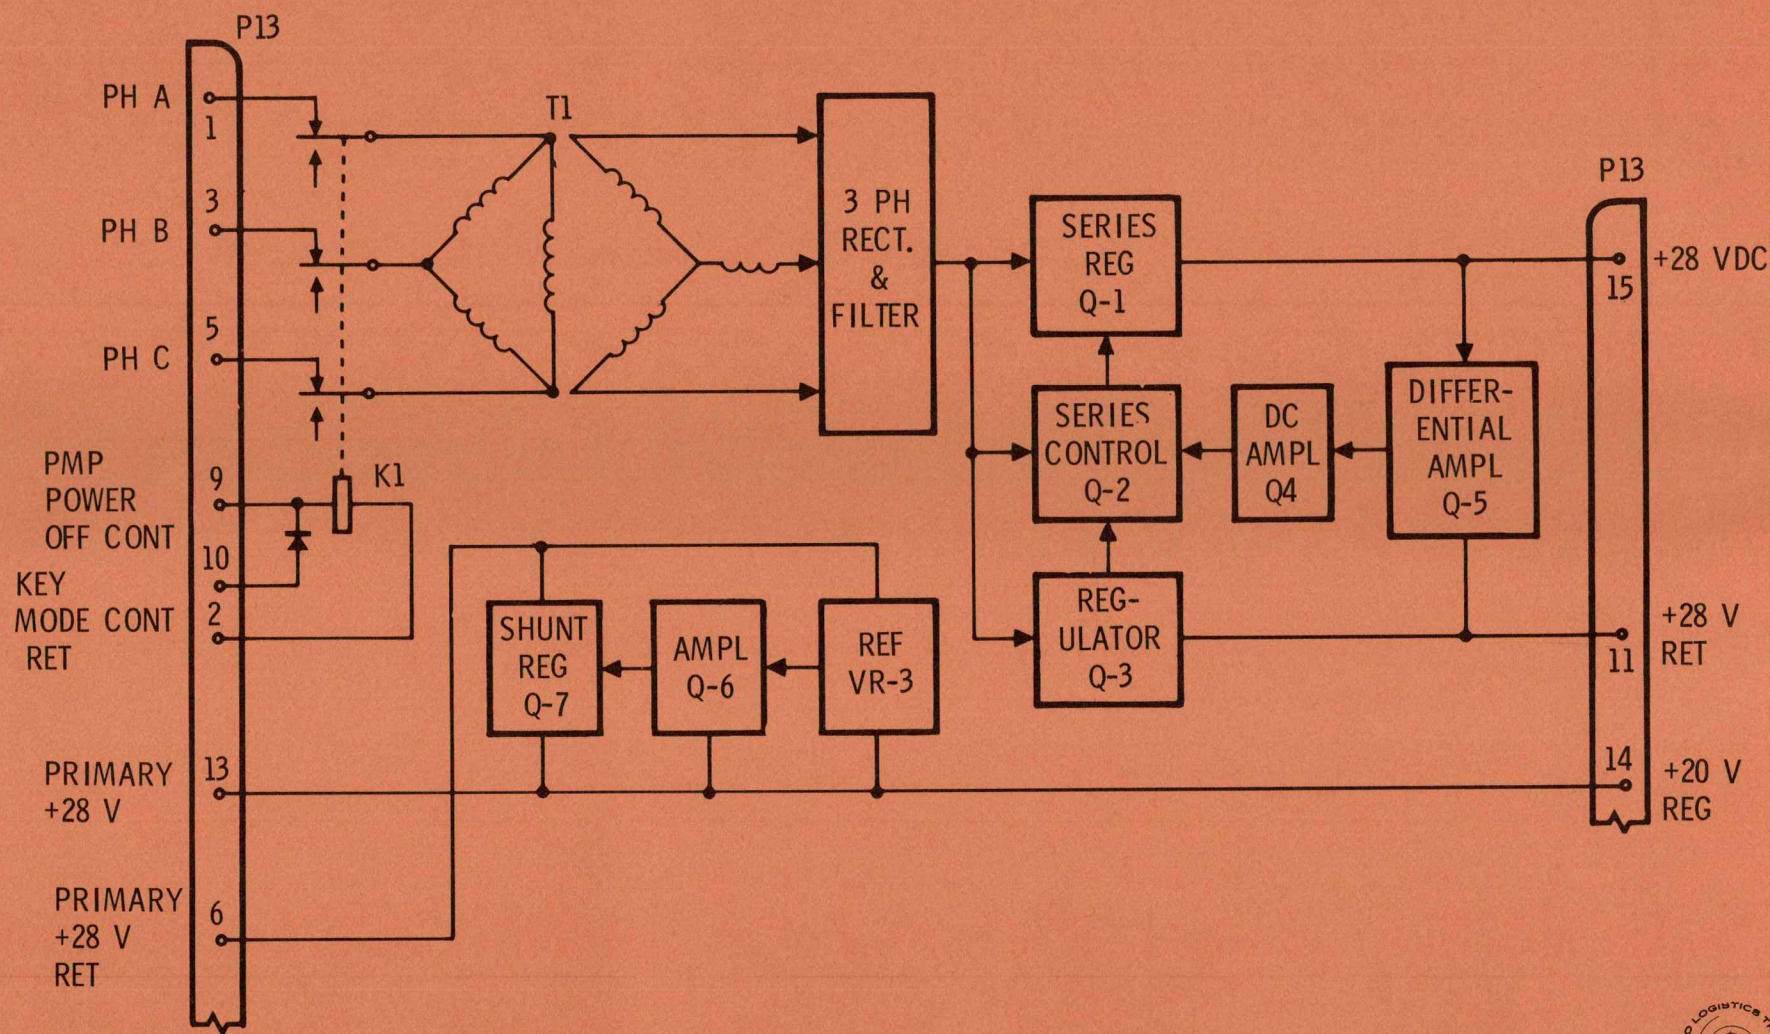 P13
PH A
1
3
PH B
5
PH C
PMP
POWER
OFF CONT
9
10
KEY
MODE CONT
RET
2
PRIMARY
+28 V
13
PRIMARY
+28 V
RET
6
T1
K1
3 PH
RECT.
&
FILTER
SERIES
REG
Q-1
SERIES
CONTROL
Q-2
DC
AMPL
Q4
DIFFER-
ENTIAL
AMPL
Q-5
REG-
ULATOR
Q-3
SHUNT
REG
Q-7
AMPL
Q-6
REF
VR-3
P13
+28 VDC
15
+28 V
RET
11
14
+20 V
REG
LOGISTICS